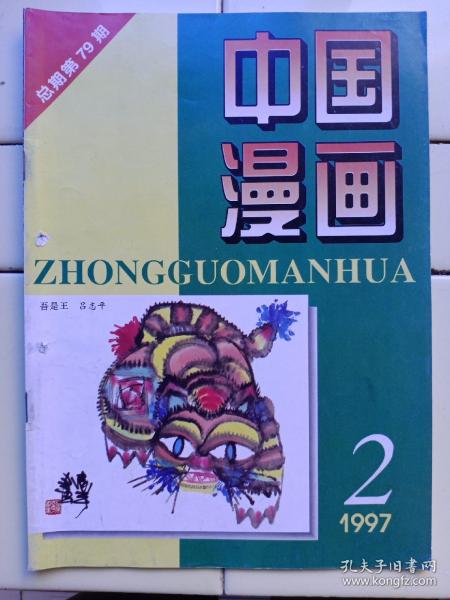 总期第79期
中国
漫画
ZHONGGUOMANHUA
吾是王 吕志平
2
1997
孔夫子旧书网
www.kongfz.com